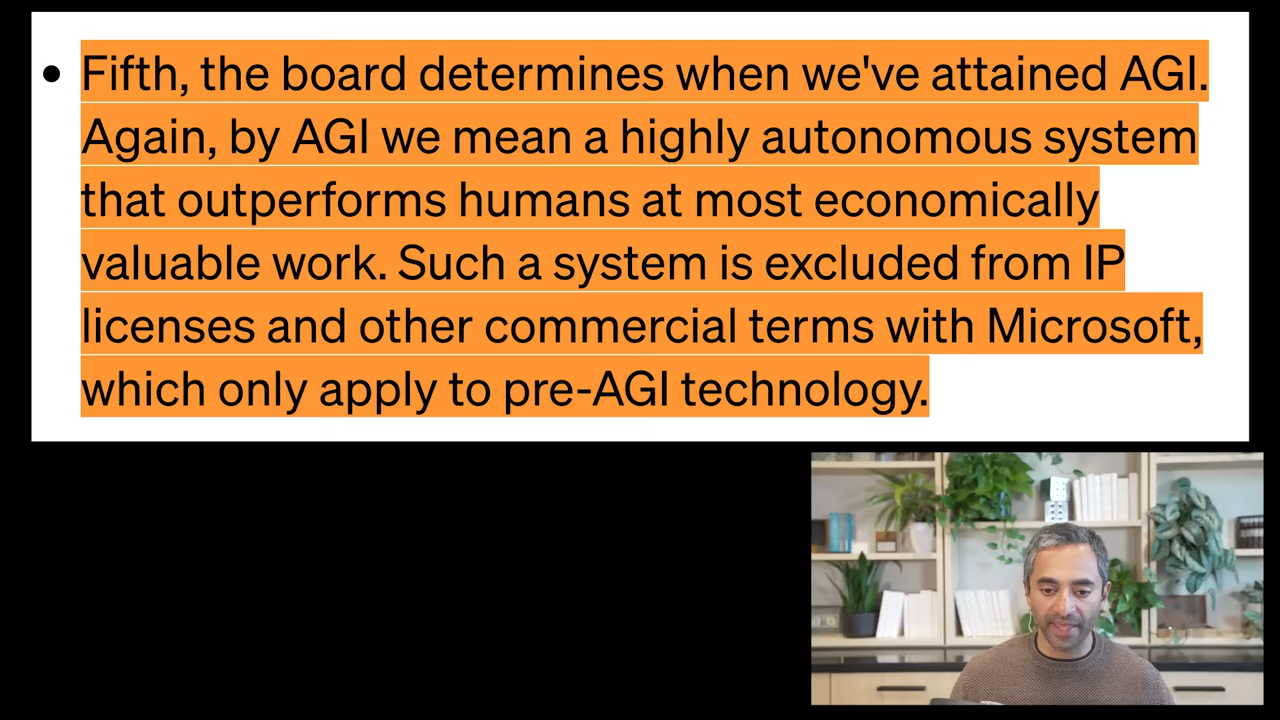 • Fifth, the board determines when we've attained AGI.
Again, by AGI we mean a highly autonomous system
that outperforms humans at most economically
valuable work. Such a system is excluded from IP
licenses and other commercial terms with Microsoft,
which only apply to pre-AGI technology.